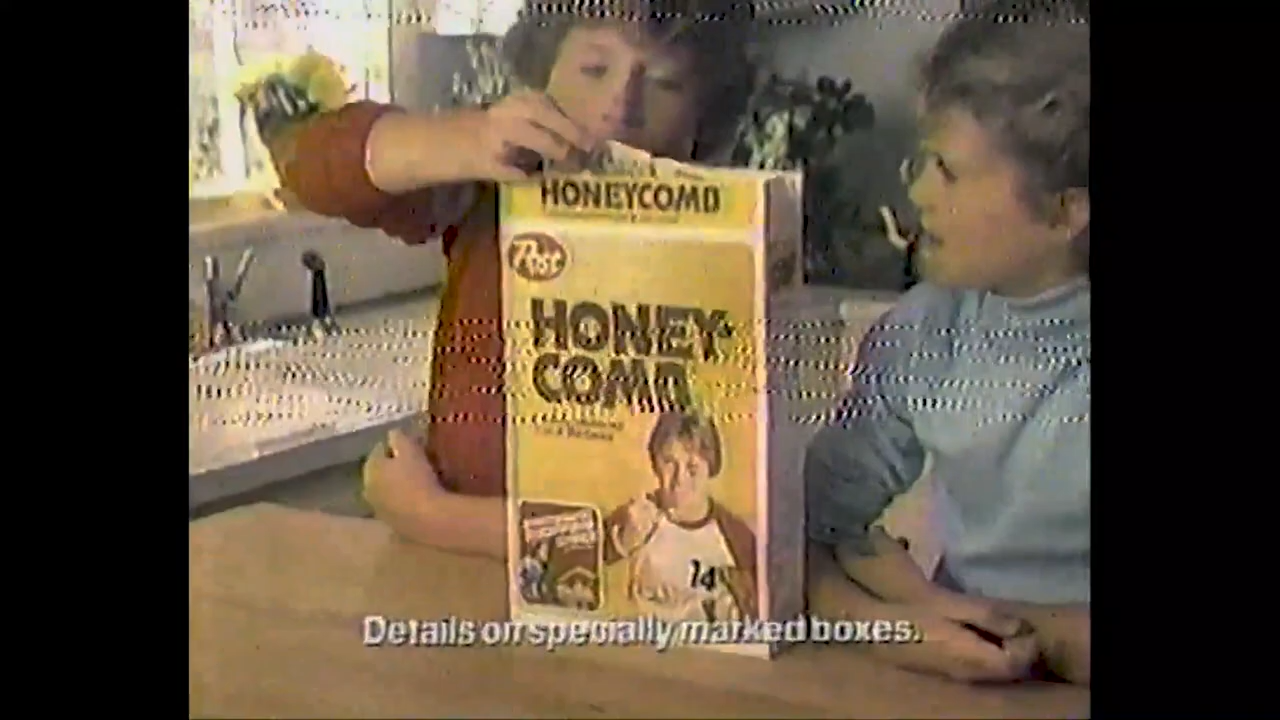 HONEYCOMB
Post
HONEY-
COMB
14
Details on specially marked boxes.